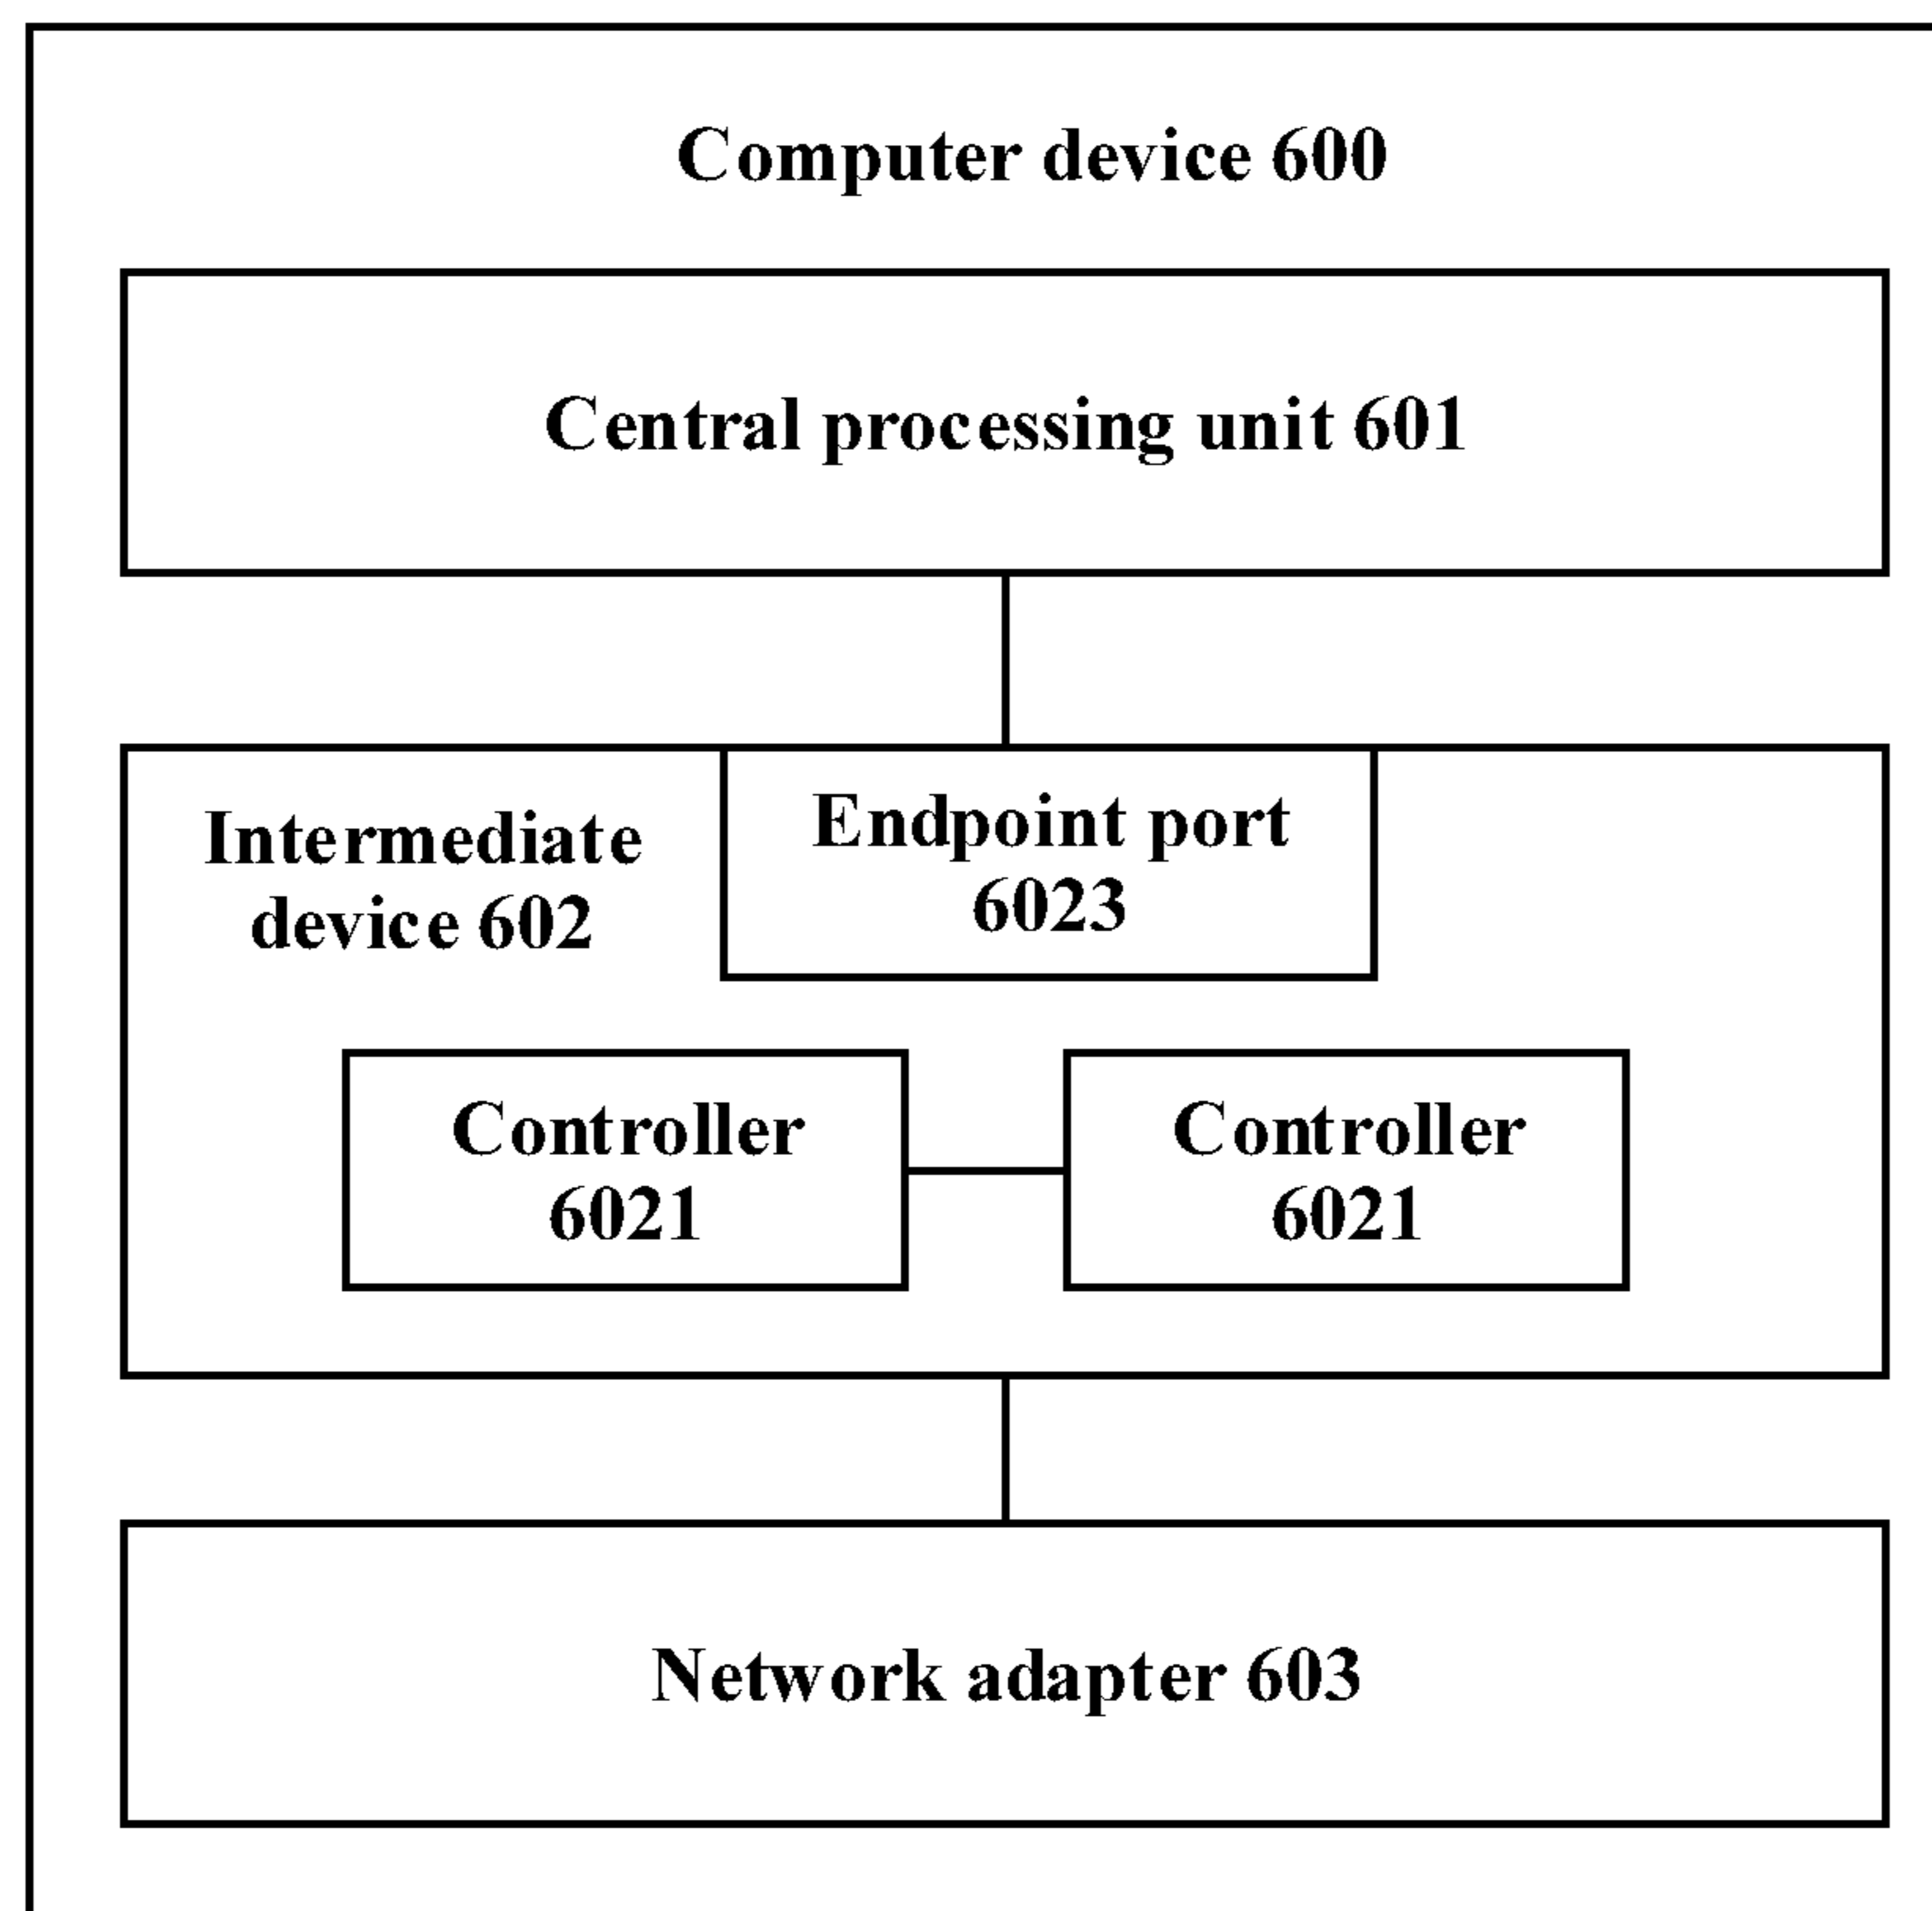 Computer device 600
Central processing unit 601
Intermediate
device 602
Endpoint port
6023
Controller
6021
Controller
6021
Network adapter 603